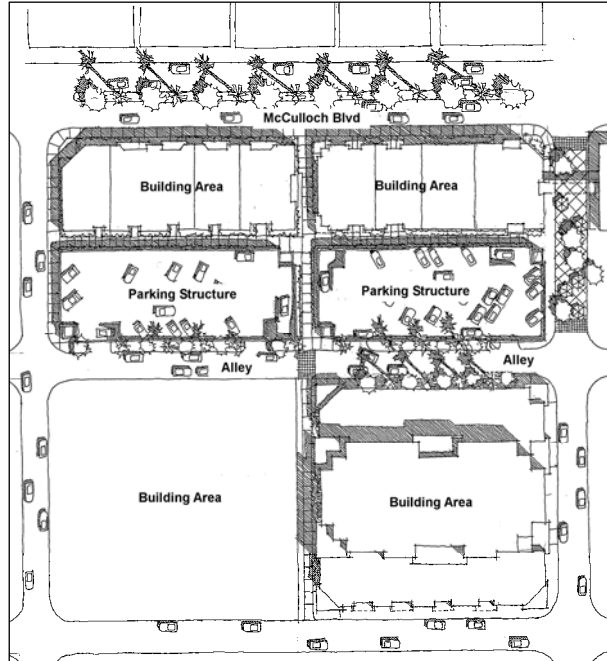 McCulloch Blvd
Building Area
Building Area
Parking Structure
Parking Structure
Alley
Alley
Building Area
Building Area